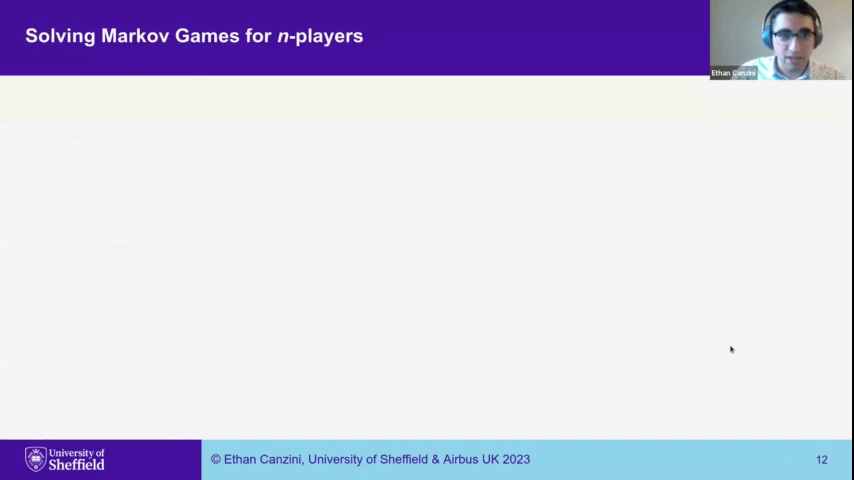 Solving Markov Games for n-players
Ethan Canzini
University of
Sheffield
© Ethan Canzini, University of Sheffield & Airbus UK 2023
12